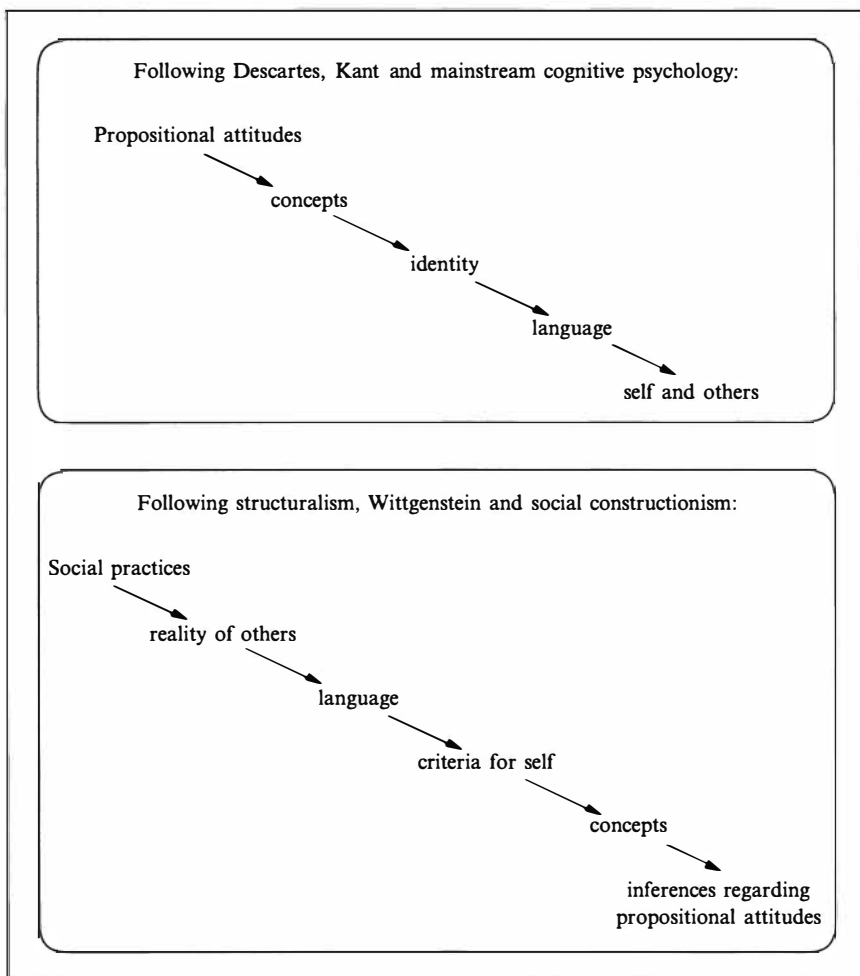 Following Descartes, Kant and mainstream cognitive psychology:
Propositional attitudes
concepts
identity
language
self and others
Following structuralism, Wittgenstein and social constructionism:
Social practices
reality of others
language
criteria for self
concepts
inferences regarding
propositional attitudes